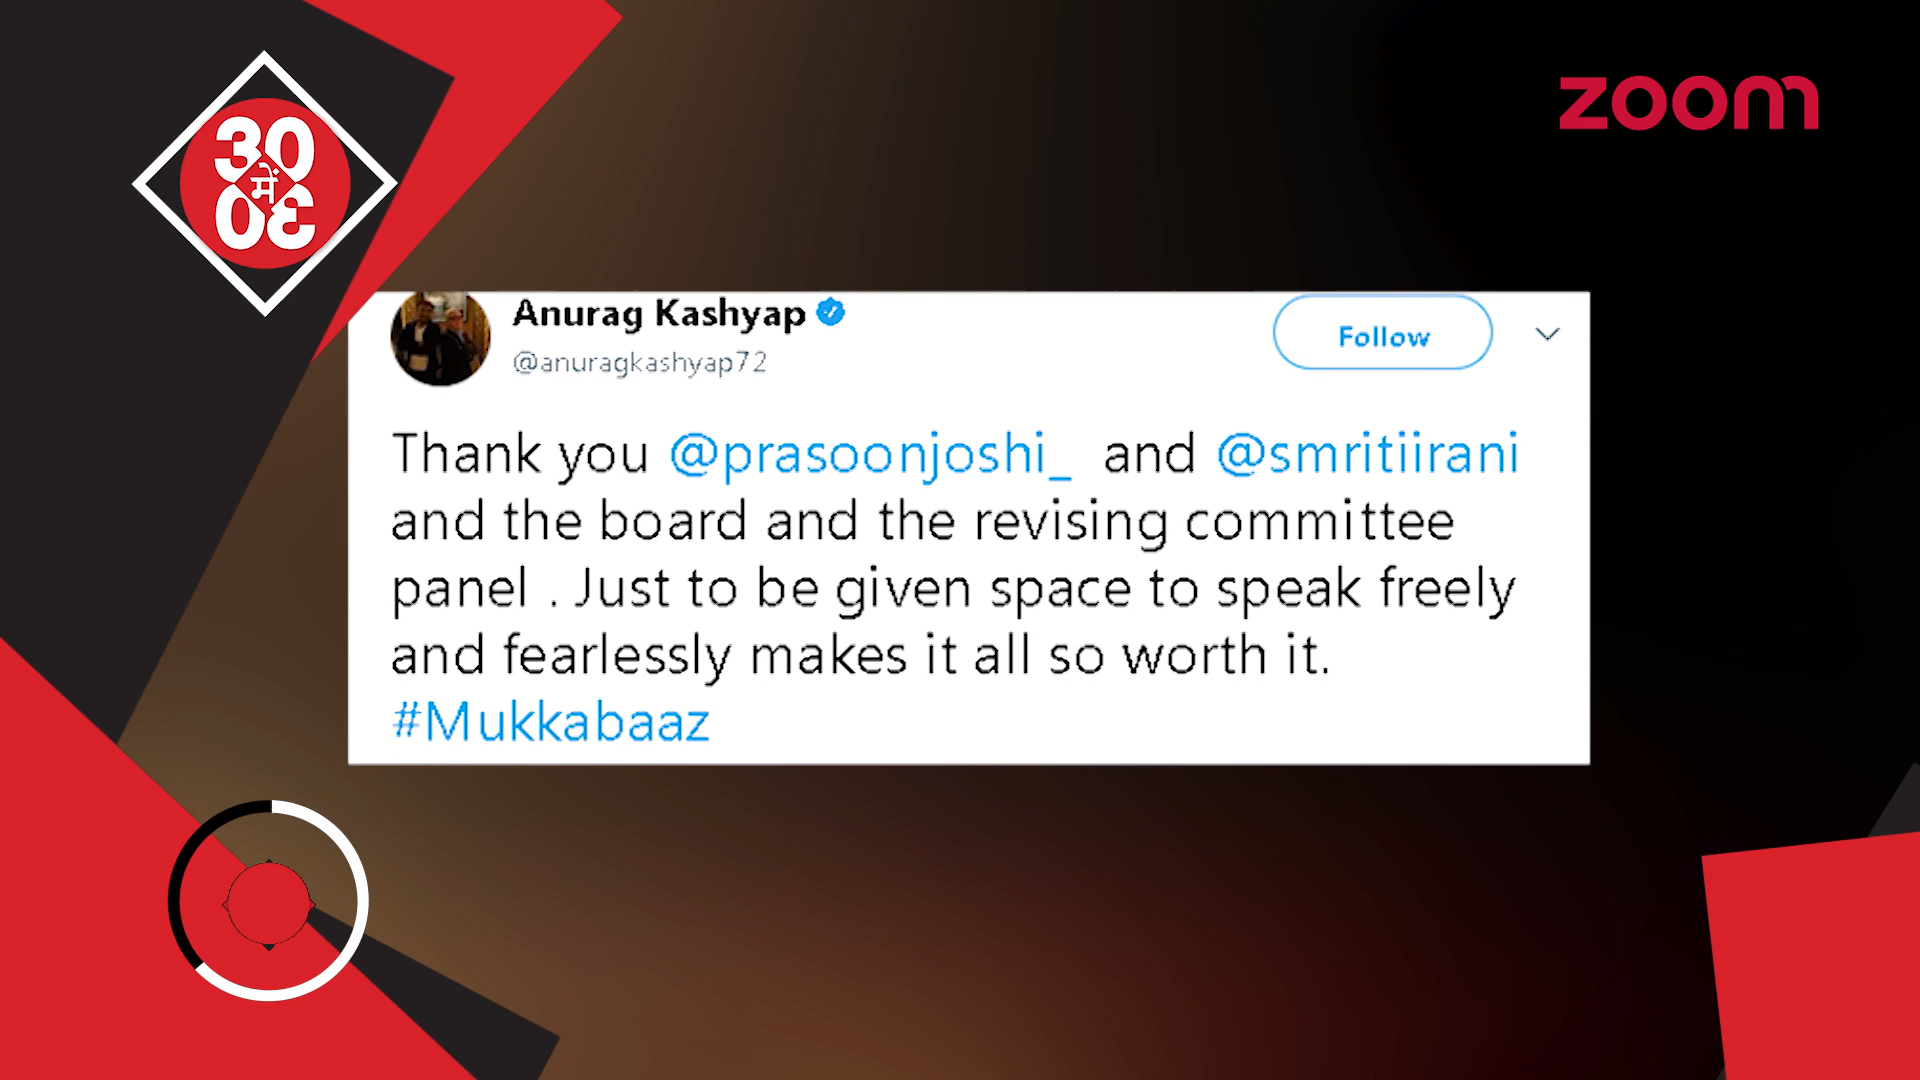 30
में
30
zoom
Anurag Kashyap
@anuragkashyap72
Follow
Thank you @prasoonjoshi_ and @smritiirani
and the board and the revising committee
panel . Just to be given space to speak freely
and fearlessly makes it all so worth it.
#Mukkabaaz